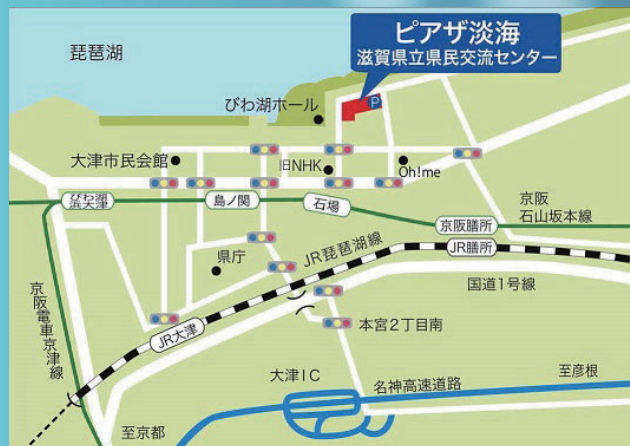 琵琶湖
ピアザ淡海
滋賀県立県民交流センター
P
びわ湖ホール
大津市民会館
旧NHK
Oh!me
びわ湖
浜大津
島ノ関
石場
京阪膳所
京阪
石山坂本線
県庁
JR琵琶湖線
JR膳所
国道1号線
京阪電車京津線
JR大津
本宮2丁目南
大津IC
名神高速道路
至彦根
至京都